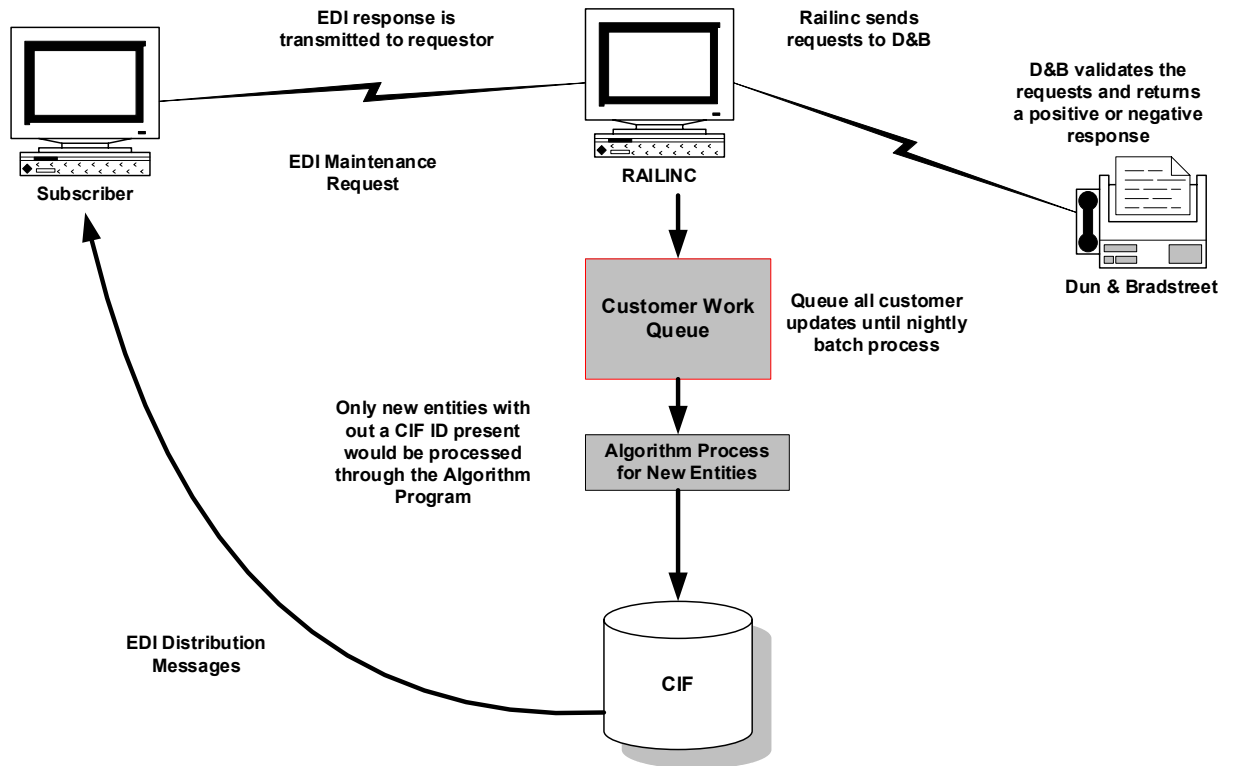 EDI response is
transmitted to requestor
Railinc sends
requests to D&B
D&B validates the
requests and returns
a positive or negative
response
EDI Maintenance
Request
Subscriber
RAILINC
Dun & Bradstreet
Customer Work
Queue
Queue all customer
updates until nightly
batch process
Only new entities with
out a CIF ID present
would be processed
through the Algorithm
Program
Algorithm Process
for New Entities
EDI Distribution
Messages
CIF